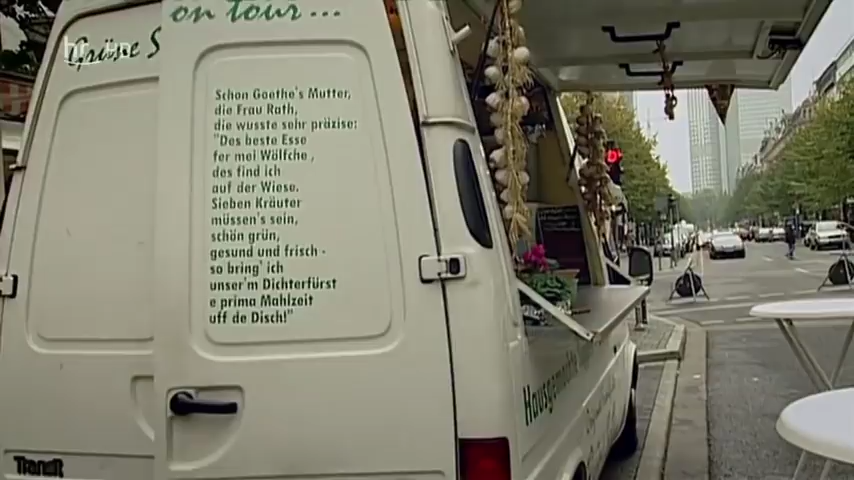 on tour...
Grüne S
Schon Goethe's Mutter,
die Frau Rath,
die wusste sehr präzise:
"Des beste Esse
fer mei Wölfche,
des find ich
auf der Wiese.
Sieben Kräuter
müssen's sein,
schön grün,
gesund und frisch -
so bring' ich
unser'm Dichterfürst
e prima Mahlzeit
uff de Disch!"
Hausgemachte
Transit